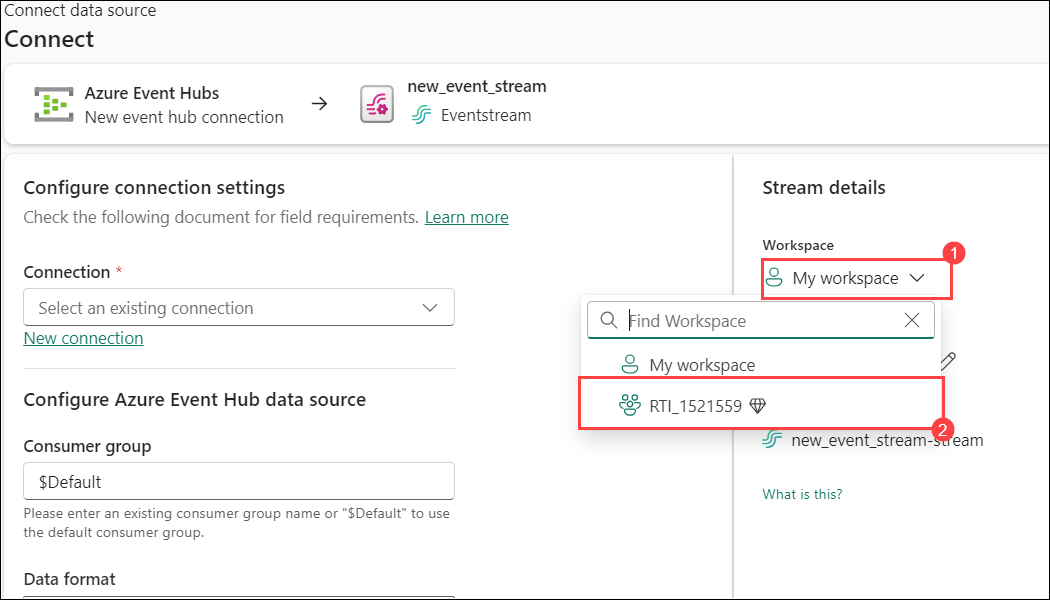 Connect data source
Connect
Azure Event Hubs
New event hub connection
new_event_stream
Eventstream
Configure connection settings
Check the following document for field requirements. Learn more
Connection *
Select an existing connection
New connection
Configure Azure Event Hub data source
Consumer group
$Default
Please enter an existing consumer group name or "$Default" to use
the default consumer group.
Data format
Stream details
Workspace
1
My workspace
Find Workspace
My workspace
RTI_1521559
2
new_event_stream-stream
What is this?